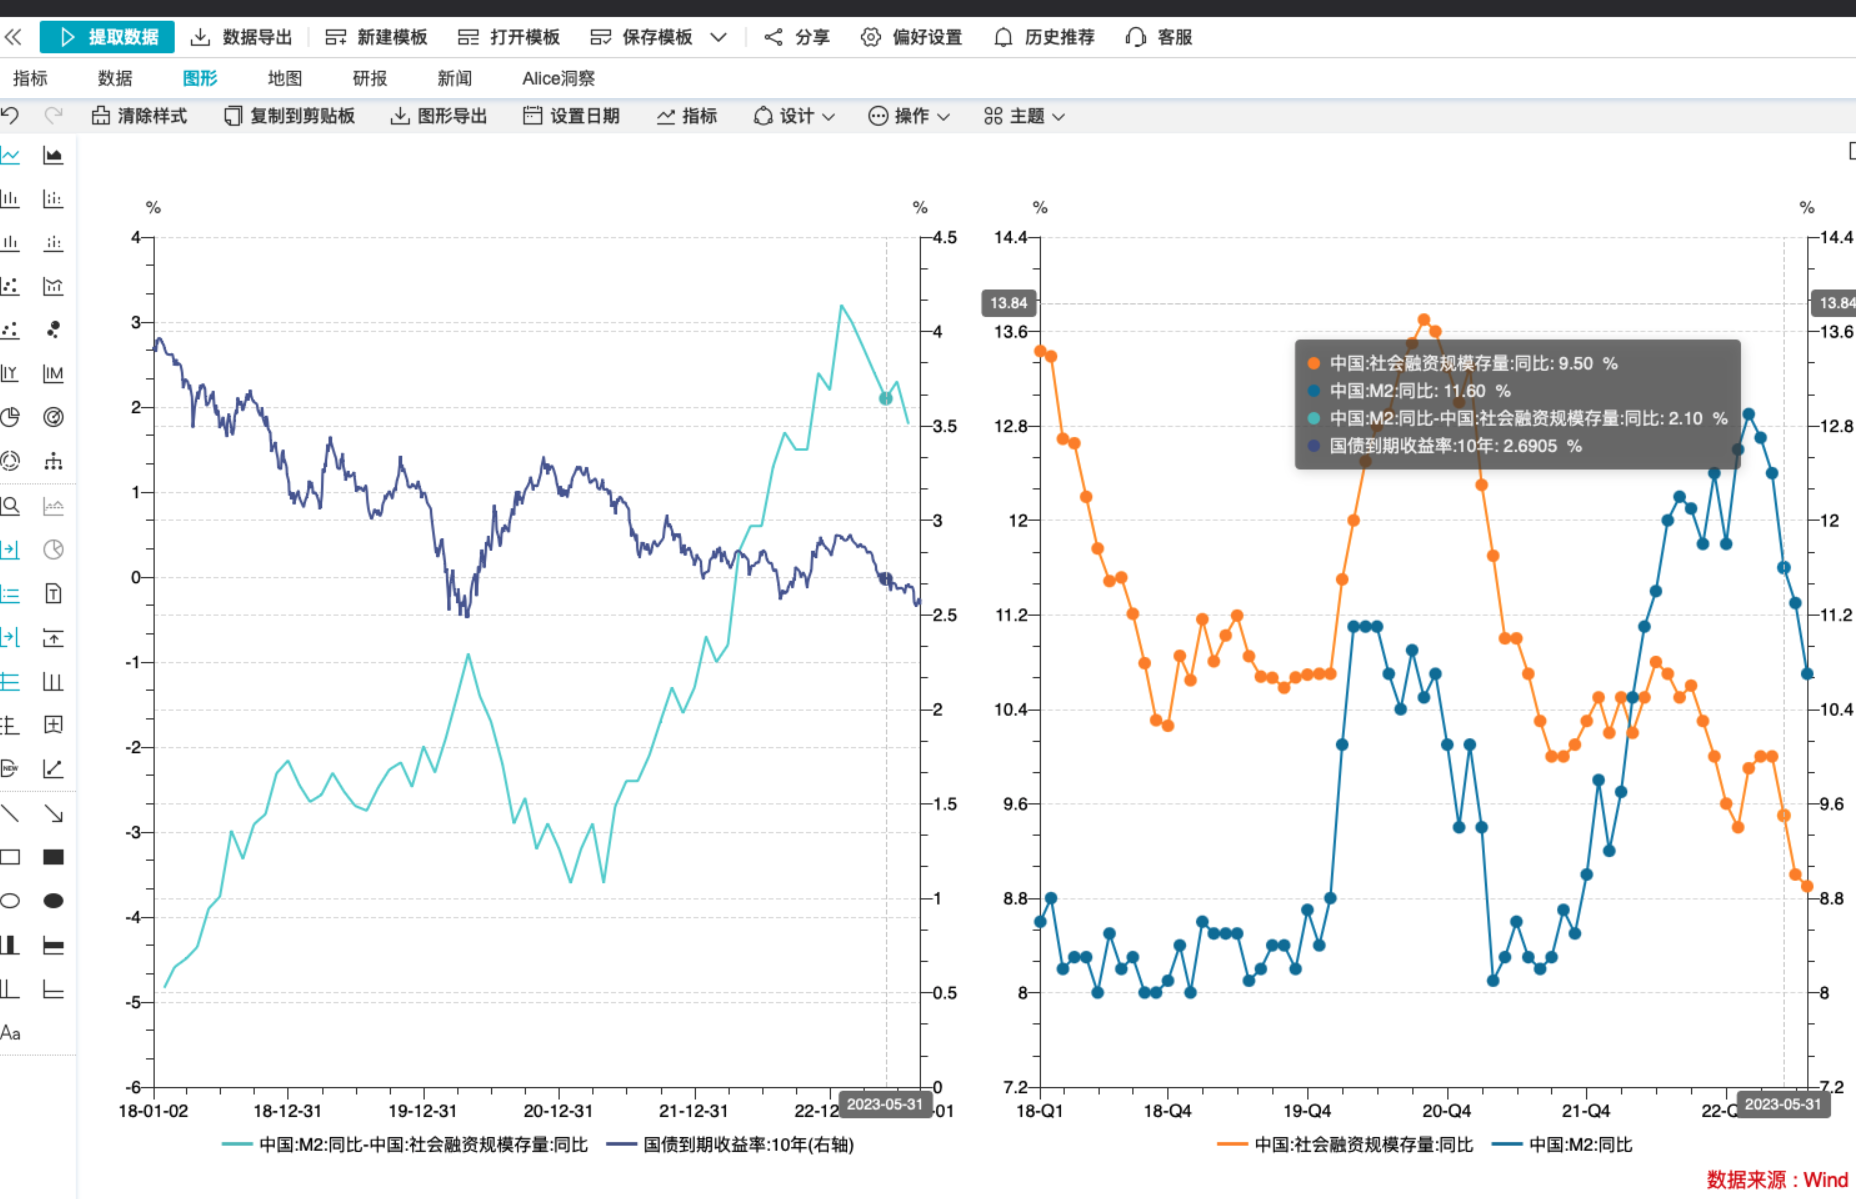 提取数据 数据导出 新建模板 打开模板 保存模板 分享 偏好设置 历史推荐 客服
指标 数据 图形 地图 研报 新闻 Alice洞察
清除样式 复制到剪贴板 图形导出 设置日期 指标 设计 操作 主题
IY IM
T
NEW
Aa
% %
4 4.5
3 4
2 3.5
1 3
0 2.5
-1 2
-2 1.5
-3 1
-4 0.5
-5 0
-6
18-01-02 18-12-31 19-12-31 20-12-31 21-12-31 22-12 2023-05-31 -01
中国:M2:同比-中国:社会融资规模存量:同比 国债到期收益率:10年(右轴)
% %
14.4 14.4
13.84 13.84
13.6 13.6
中国:社会融资规模存量:同比: 9.50 %
中国:M2:同比: 11.60 %
中国:M2:同比-中国:社会融资规模存量:同比: 2.10 %
国债到期收益率:10年: 2.6905 %
12.8 12.8
12 12
11.2 11.2
10.4 10.4
9.6 9.6
8.8 8.8
8 8
7.2 7.2
18-Q1 18-Q4 19-Q4 20-Q4 21-Q4 22-Q 2023-05-31
中国:社会融资规模存量:同比 中国:M2:同比
数据来源：Wind